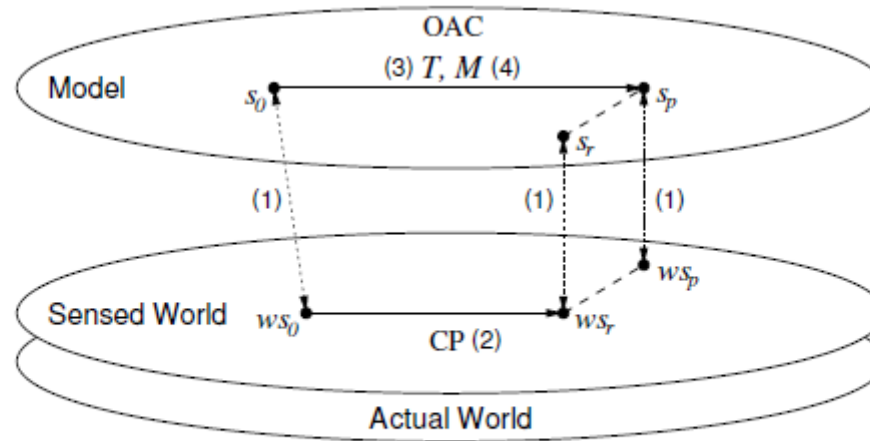 OAC
(3) T, M (4)
Model
s₀
sₚ
sᵣ
(1)
(1)
(1)
wsₚ
Sensed World
ws₀
wsᵣ
CP (2)
Actual World